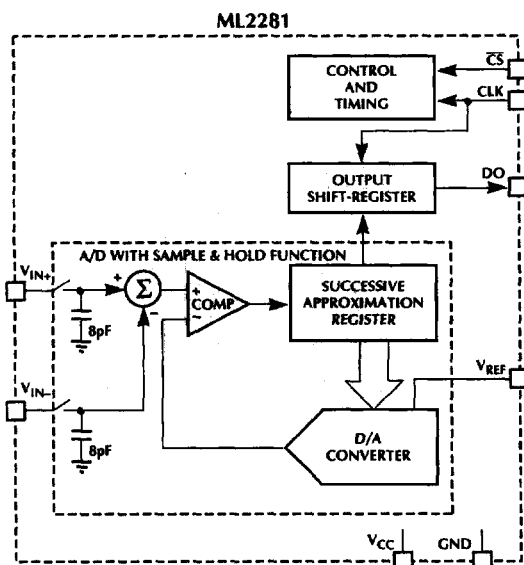 ML2281
CONTROL
AND
TIMING
CS
CLK
OUTPUT
SHIFT-REGISTER
DO
A/D WITH SAMPLE & HOLD FUNCTION
VIN+
+
Σ
−
8pF
+
COMP
−
SUCCESSIVE
APPROXIMATION
REGISTER
VREF
VIN−
8pF
D/A
CONVERTER
VCC
GND